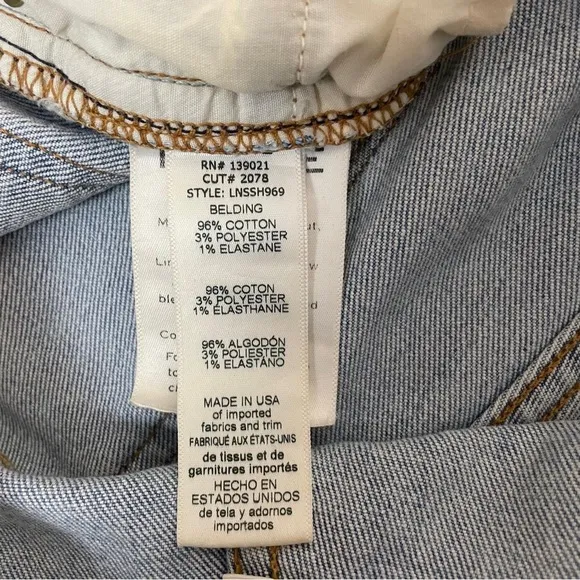 RN# 139021
CUT# 2078
STYLE: LNSSH969
BELDING
96% COTTON
3% POLYESTER
1% ELASTANE
96% COTON
3% POLYESTER
1% ÉLASTHANNE
96% ALGODÓN
3% POLIESTER
1% ELASTANO
MADE IN USA
of imported
fabrics and trim
FABRIQUÉ AUX ÉTATS-UNIS
de tissus et de
garnitures importés
HECHO EN
ESTADOS UNIDOS
de tela y adornos
importados